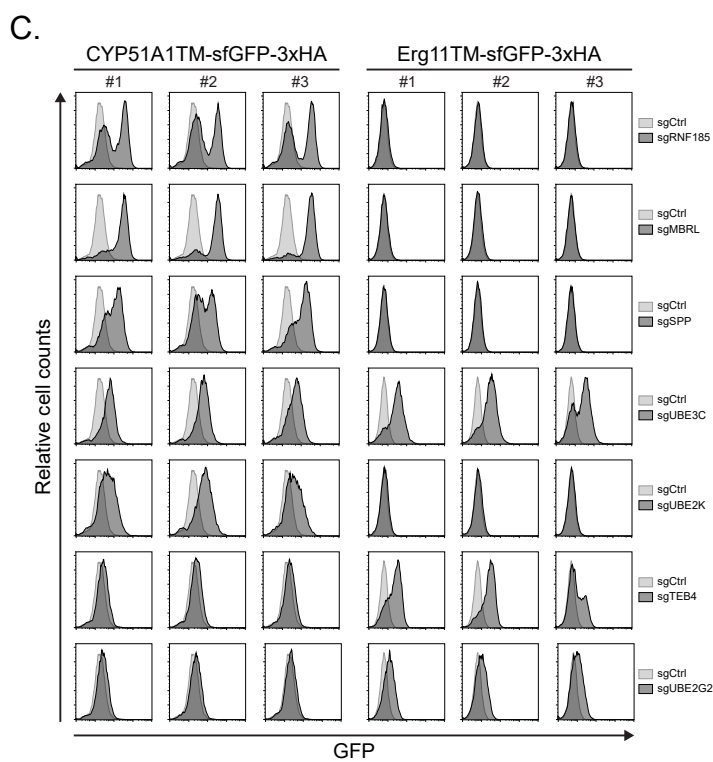 C.
CYP51A1TM-sfGFP-3xHA Erg11TM-sfGFP-3xHA
#1 #2 #3 #1 #2 #3
sgCtrl
sgRNF185
sgCtrl
sgMBRL
sgCtrl
sgSPP
sgCtrl
sgUBE3C
sgCtrl
sgUBE2K
sgCtrl
sgTEB4
sgCtrl
sgUBE2G2
Relative cell counts
GFP